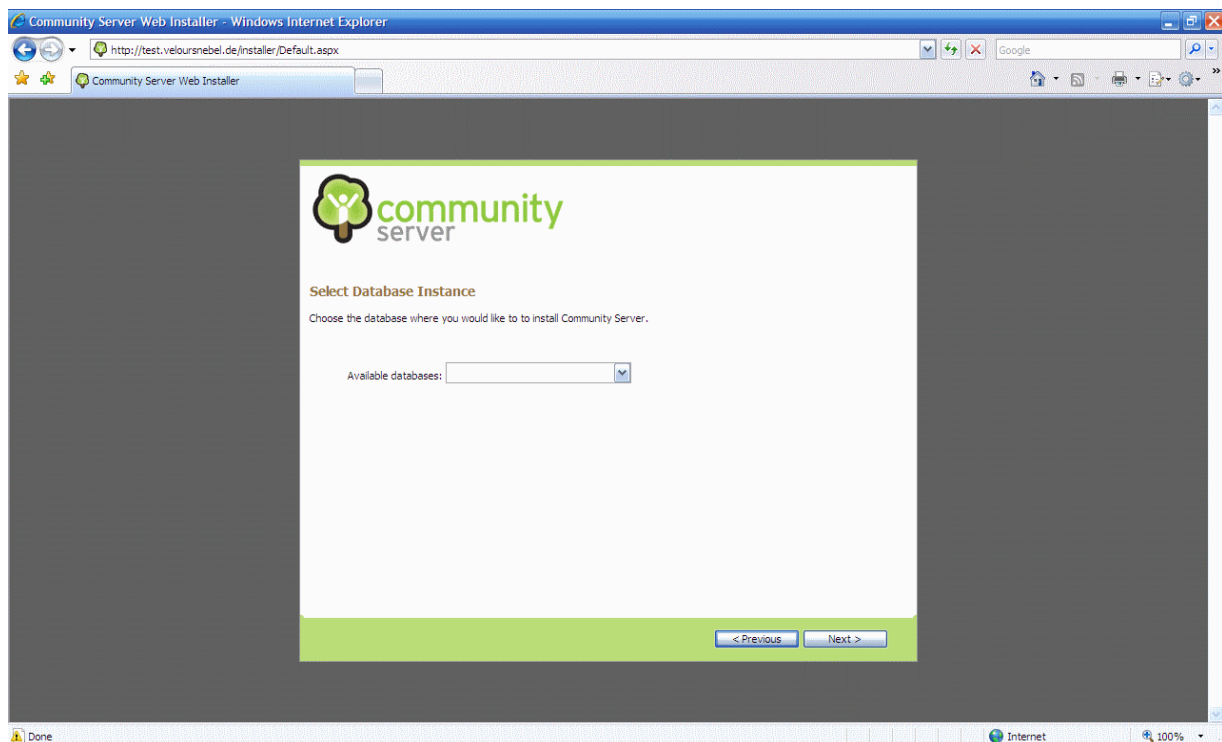 Community Server Web Installer - Windows Internet Explorer
http://test.veloursnebel.de/installer/Default.aspx
Google
Community Server Web Installer
community
server
Select Database Instance
Choose the database where you would like to to install Community Server.
Available databases:
< Previous
Next >
Done
Internet
100%